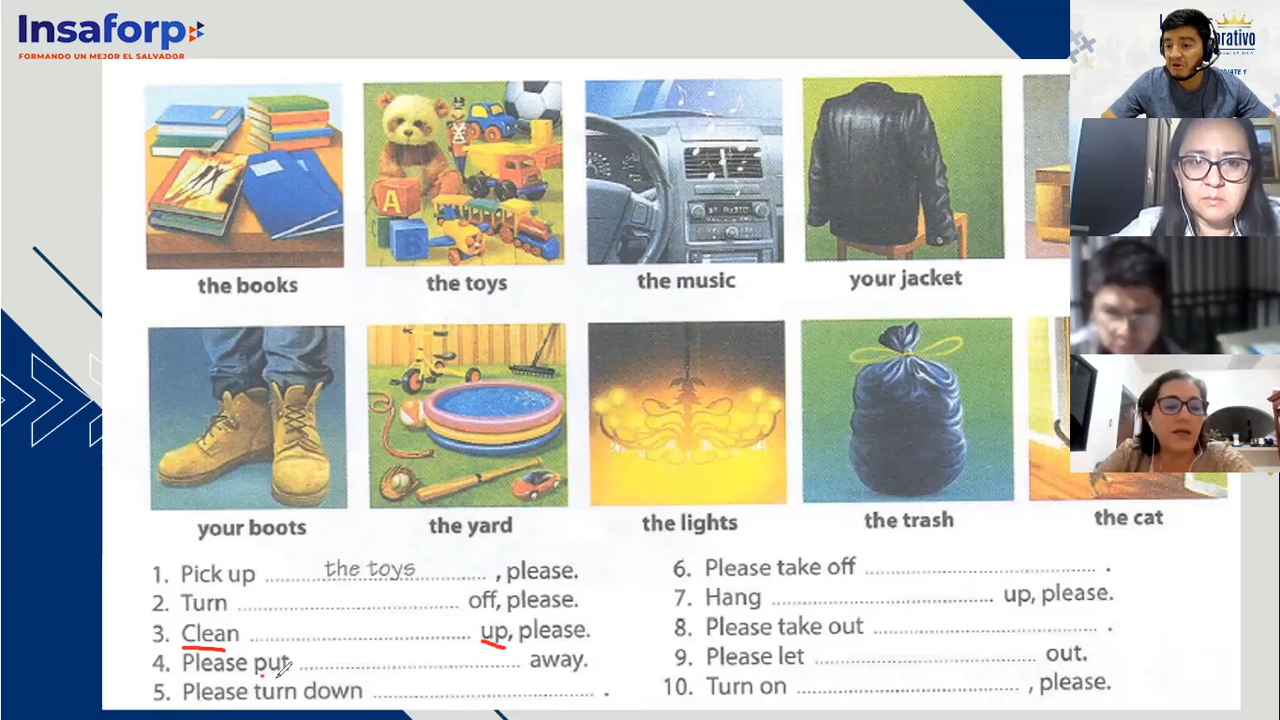 Insaforp
FORMANDO UN MEJOR EL SALVADOR
the books
the toys
the music
your jacket
A
B
AUDIO
your boots
the yard
the lights
the trash
the cat
1. Pick up the toys, please.
2. Turn ........ off, please.
3. Clean ........ up, please.
4. Please put ........ away.
5. Please turn down ........ .
6. Please take off ........ .
7. Hang ........ up, please.
8. Please take out ........ .
9. Please let ........ out.
10. Turn on ........ , please.